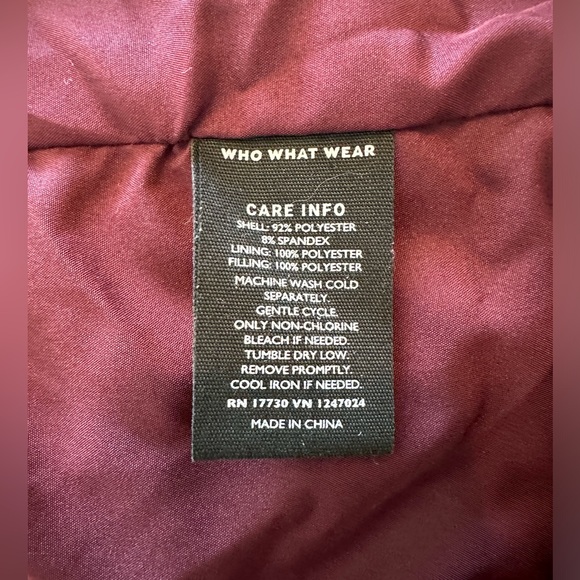 WHO WHAT WEAR
CARE INFO
SHELL: 92% POLYESTER
8% SPANDEX
LINING: 100% POLYESTER
FILLING: 100% POLYESTER
MACHINE WASH COLD
SEPARATELY.
GENTLE CYCLE.
ONLY NON-CHLORINE
BLEACH IF NEEDED.
TUMBLE DRY LOW.
REMOVE PROMPTLY.
COOL IRON IF NEEDED.
RN 17730 VN 1247024
MADE IN CHINA